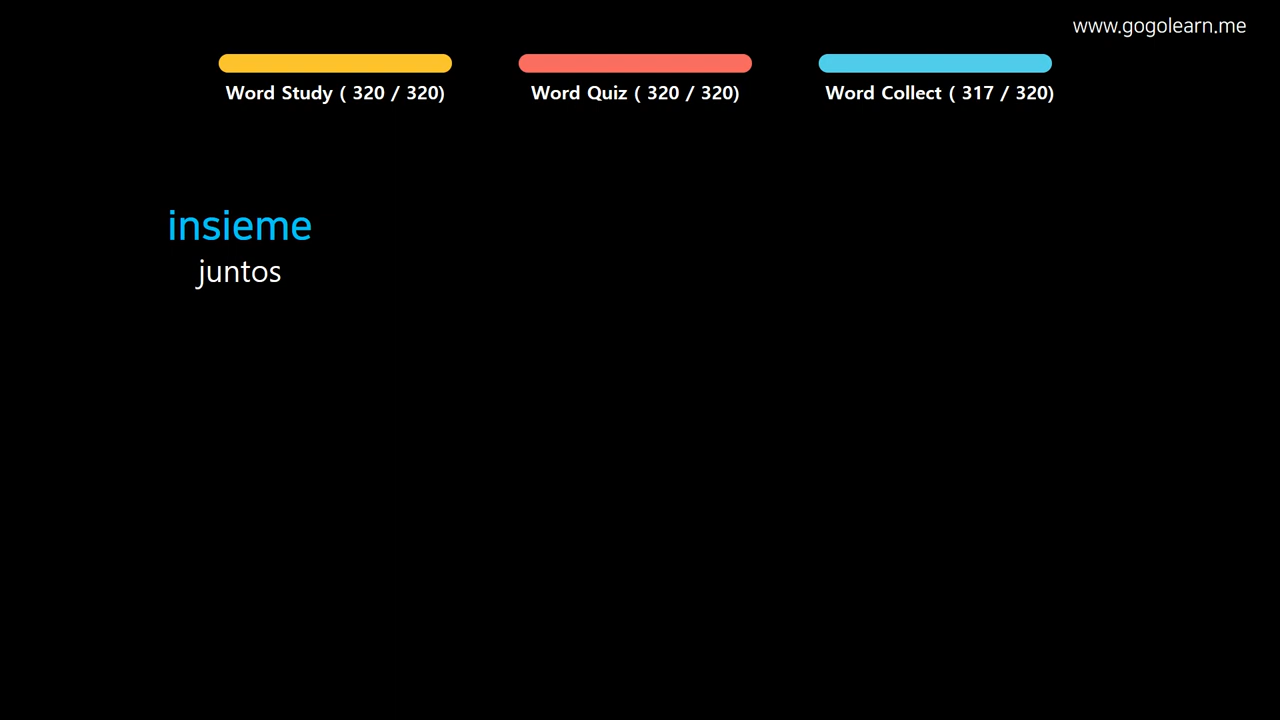 www.gogolearn.me
Word Study ( 320 / 320)
Word Quiz ( 320 / 320)
Word Collect ( 317 / 320)
insieme
juntos